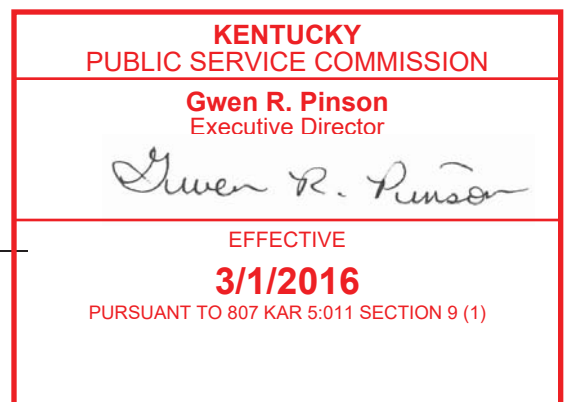 KENTUCKY
PUBLIC SERVICE COMMISSION
Gwen R. Pinson
Executive Director
Gwen R. Pinson
EFFECTIVE
3/1/2016
PURSUANT TO 807 KAR 5:011 SECTION 9 (1)